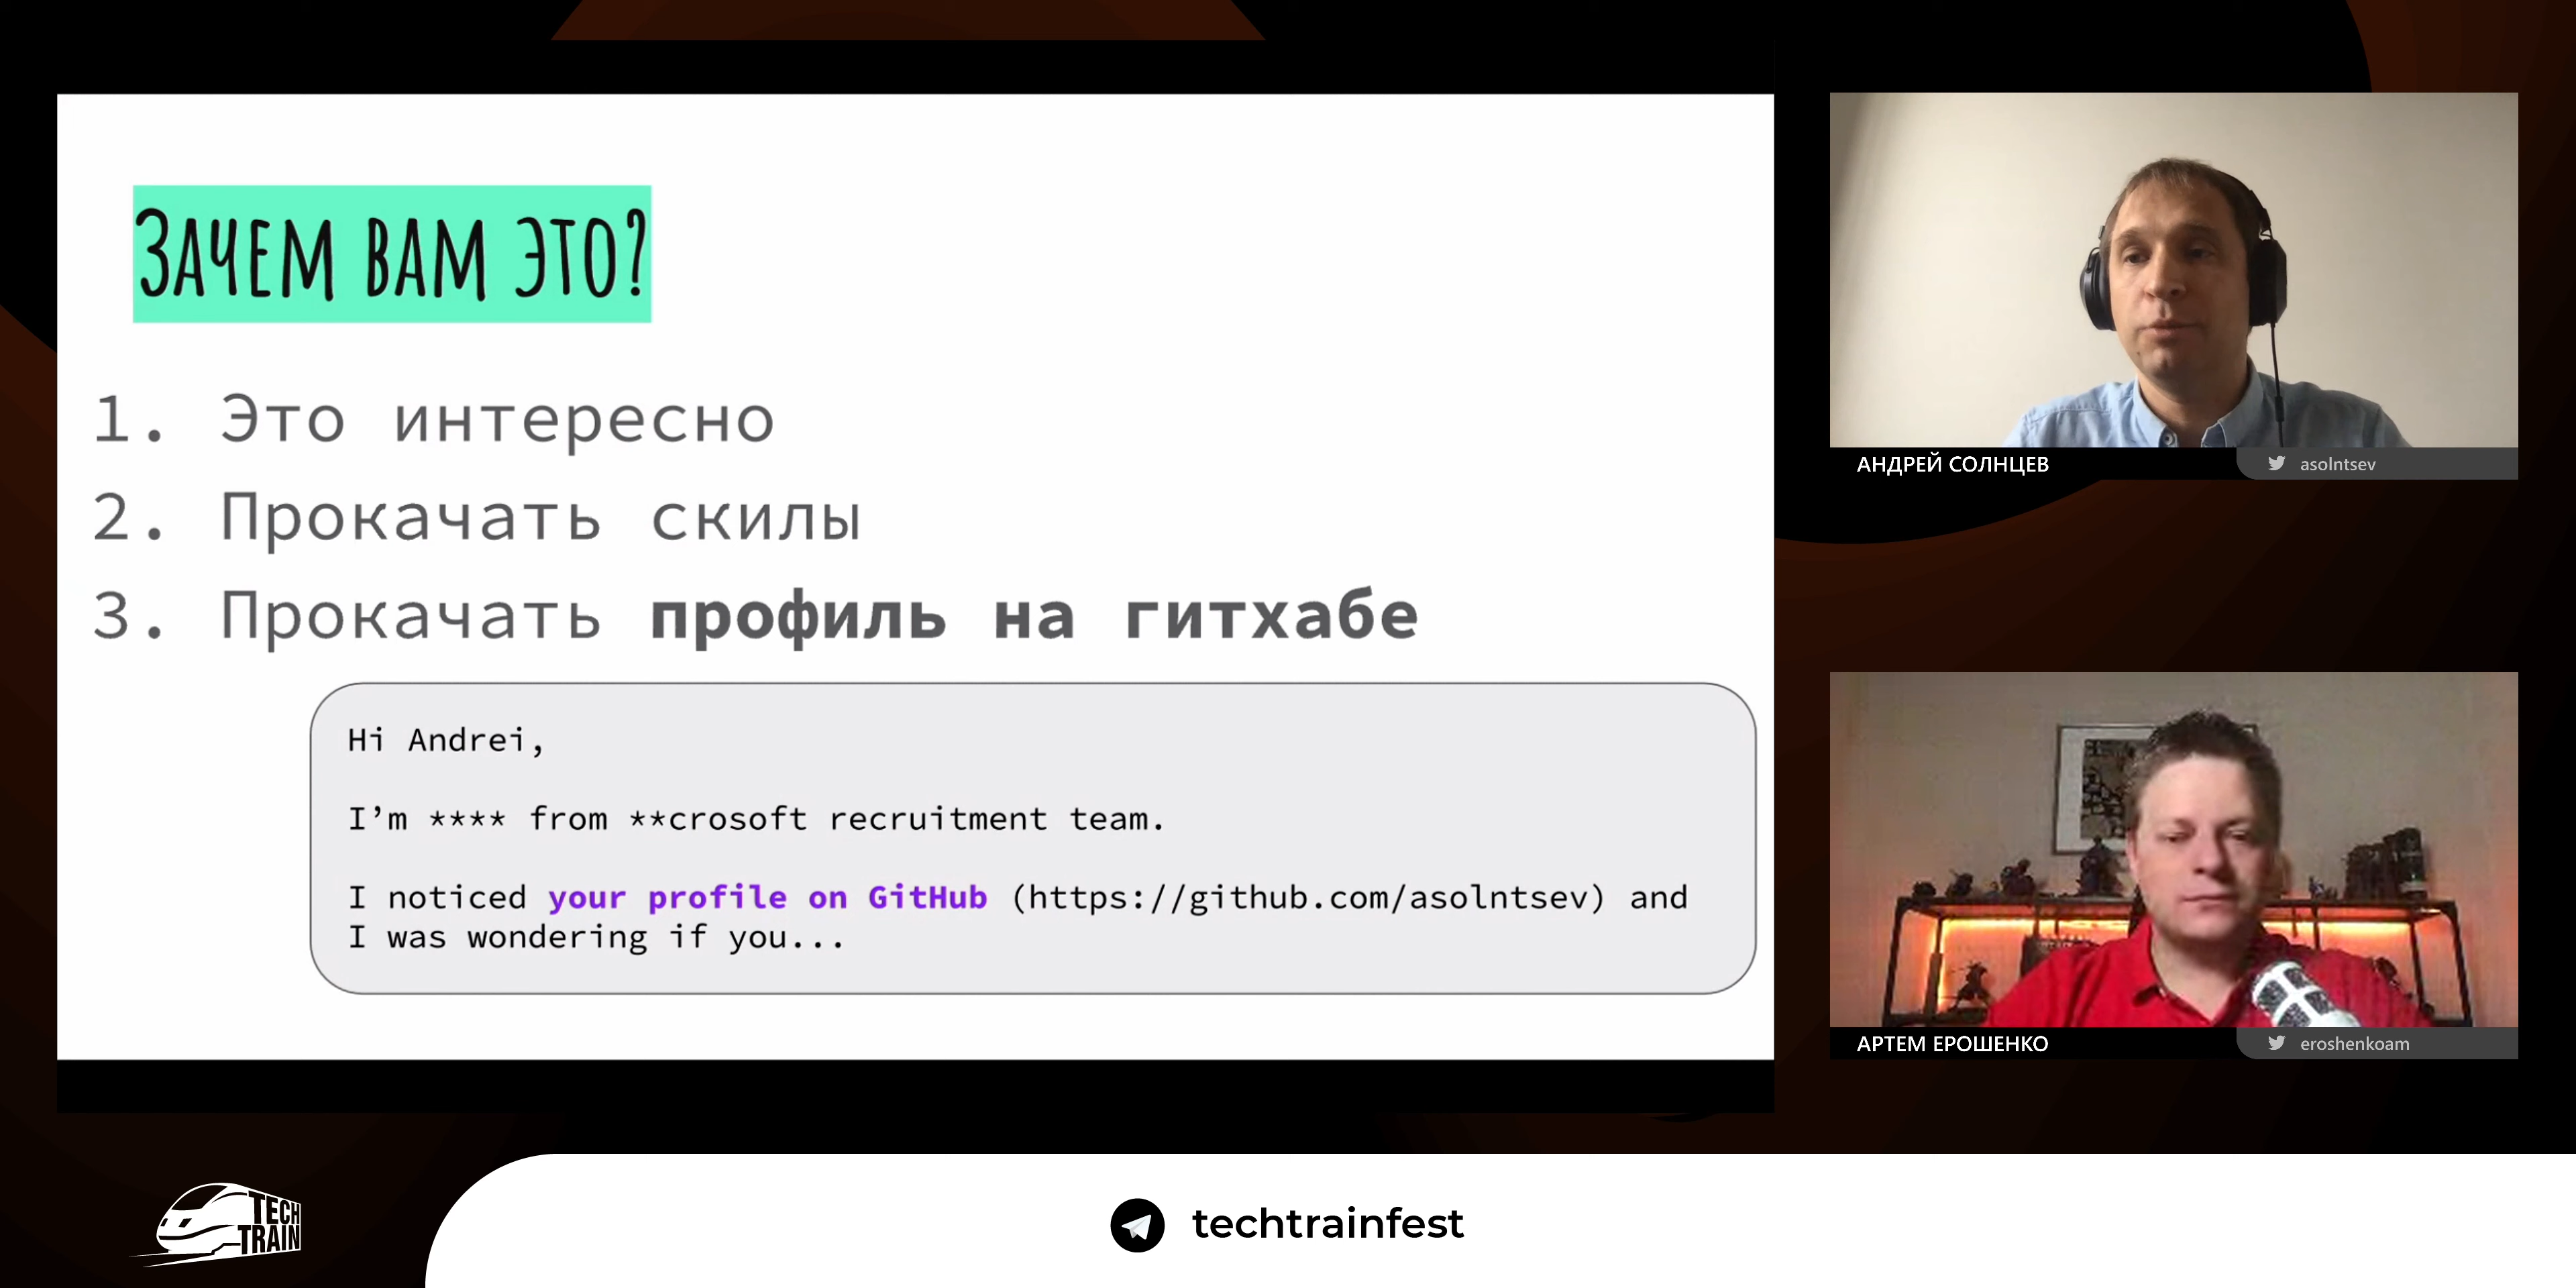 ЗАЧЕМ ВАМ ЭТО?
1. Это интересно
2. Прокачать скилы
3. Прокачать профиль на гитхабе
Hi Andrei,
I’m **** from **crosoft recruitment team.
I noticed your profile on GitHub (https://github.com/asolntsev) and
I was wondering if you...
АНДРЕЙ СОЛНЦЕВ
asolntsev
АРТЕМ ЕРОШЕНКО
eroshenkoam
TECH
TRAIN
techtrainfest